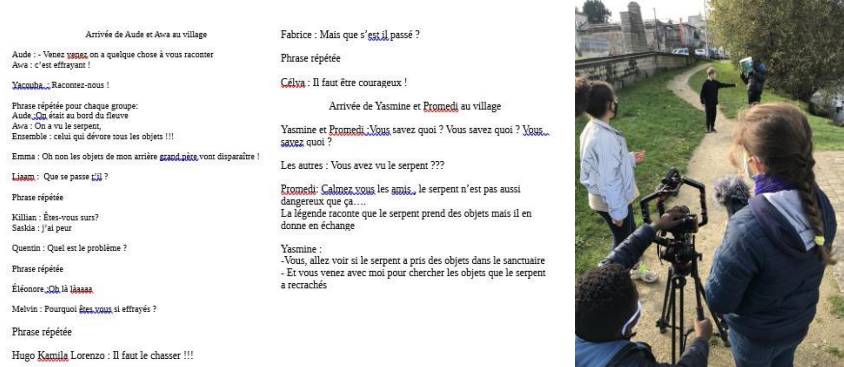 Arrivée de Aude et Awa au village
Aude : - Venez venez on a quelque chose à vous raconter
Awa : c'est effrayant !
Yacouba : Racontez-nous !
Phrase répétée pour chaque groupe:
Aude :On était au bord du fleuve
Awa : On a vu le serpent,
Ensemble : celui qui dévore tous les objets !!!
Emma : Oh non les objets de mon arrière grand père vont disparaître !
Liaam : Que se passe t'il ?
Phrase répétée
Killian : Êtes-vous surs?
Saskia : j'ai peur
Quentin : Quel est le problème ?
Phrase répétée
Éléonore :Oh là làaaaa
Melvin : Pourquoi êtes vous si effrayés ?
Phrase répétée
Hugo Kamila Lorenzo : Il faut le chasser !!!
Fabrice : Mais que s'est il passé ?
Phrase répétée
Célya : Il faut être courageux !
Arrivée de Yasmine et Promedi au village
Yasmine et Promedi :Vous savez quoi ? Vous savez quoi ? Vous
savez quoi ?
Les autres : Vous avez vu le serpent ???
Promedi: Calmez vous les amis , le serpent n'est pas aussi
dangereux que ça….
La légende raconte que le serpent prend des objets mais il en
donne en échange
Yasmine :
-Vous, allez voir si le serpent a pris des objets dans le sanctuaire
- Et vous venez avec moi pour chercher les objets que le serpent
a recrachés